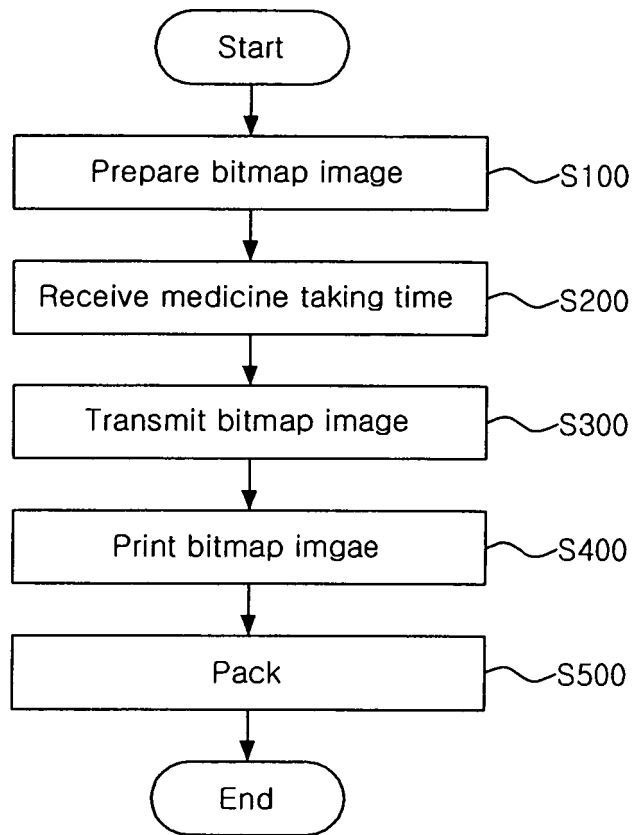 Start
Prepare bitmap image
S100
Receive medicine taking time
S200
Transmit bitmap image
S300
Print bitmap imgae
S400
Pack
S500
End